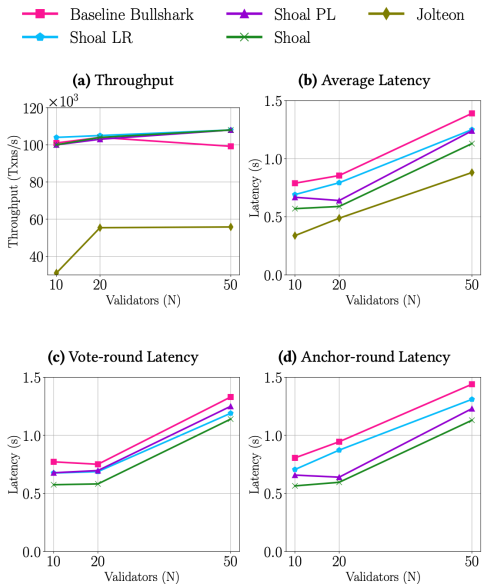 Baseline Bullshark Shoal PL Jolteon
Shoal LR Shoal
(a) Throughput
×10³
Throughput (Txns/s)
120
100
80
60
40
10 20 50
Validators (N)
(b) Average Latency
Latency (s)
1.5
1.0
0.5
0.0
10 20 50
Validators (N)
(c) Vote-round Latency
Latency (s)
1.5
1.0
0.5
0.0
10 20 50
Validators (N)
(d) Anchor-round Latency
Latency (s)
1.5
1.0
0.5
0.0
10 20 50
Validators (N)